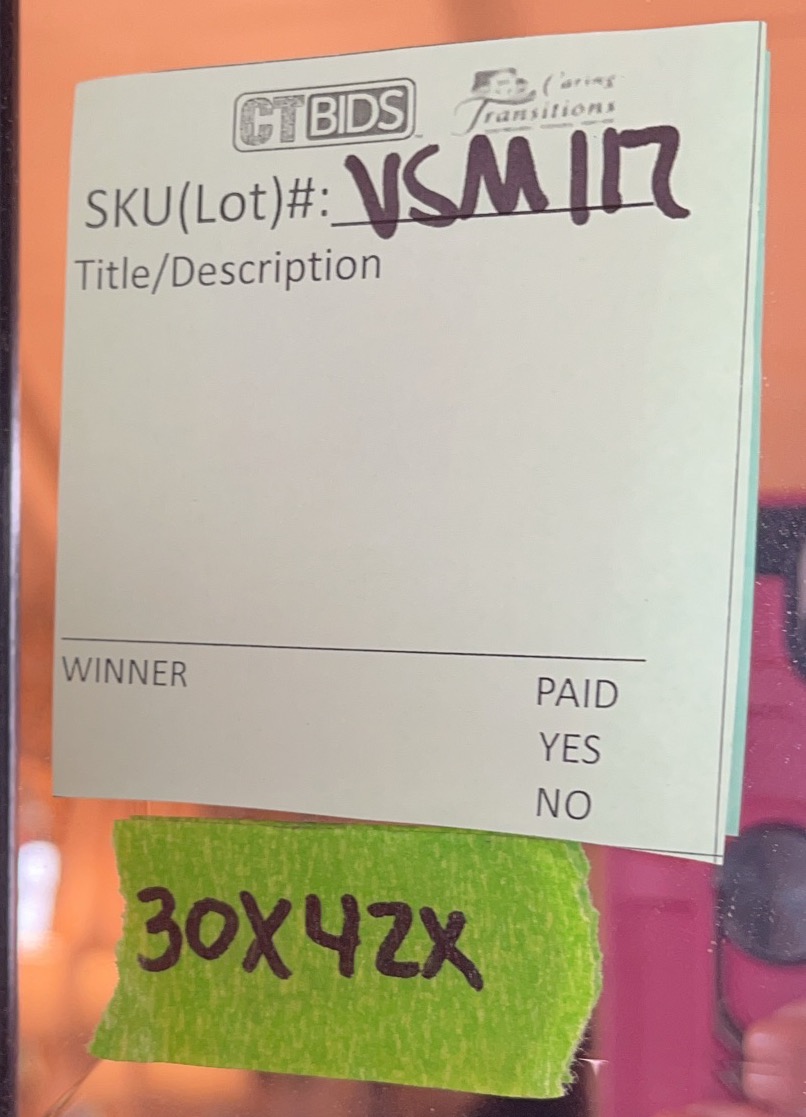 CTBIDS
Caring
Transitions
SKU(Lot)#: VSM117
Title/Description
WINNER
PAID
YES
NO
30X42X